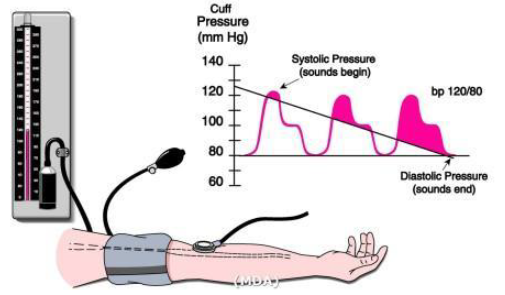 Cuff
Pressure
(mm Hg)
140
120
100
80
60
Systolic Pressure
(sounds begin)
bp 120/80
Diastolic Pressure
(sounds end)
(MDA)